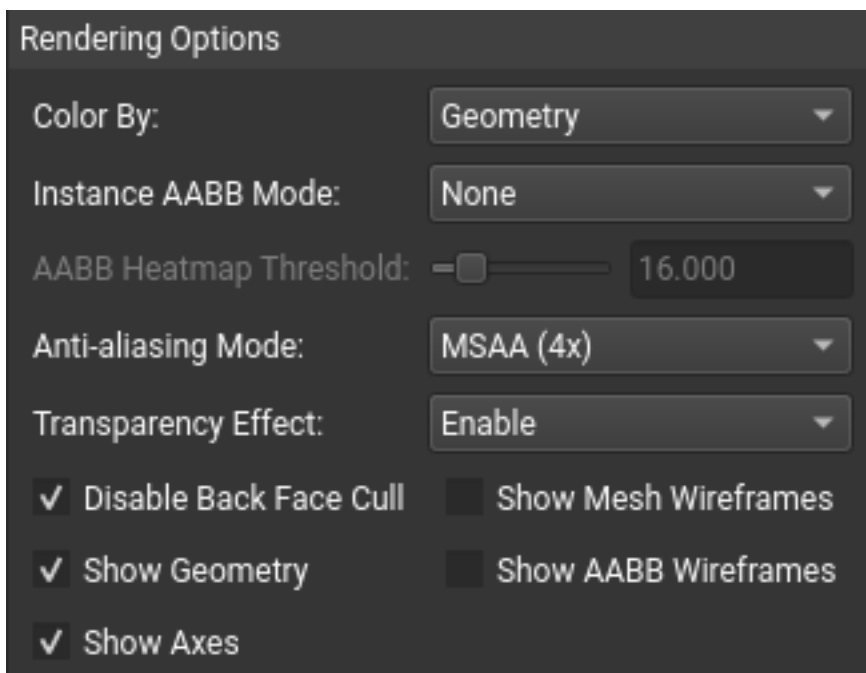 Rendering Options
Color By: Geometry
Instance AABB Mode: None
AABB Heatmap Threshold: 16.000
Anti-aliasing Mode: MSAA (4x)
Transparency Effect: Enable
Disable Back Face Cull Show Mesh Wireframes
Show Geometry Show AABB Wireframes
Show Axes